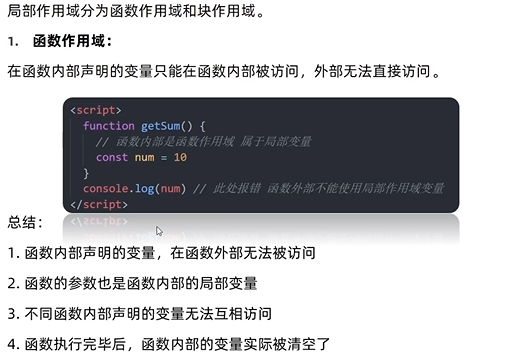 局部作用域分为函数作用域和块作用域。
1. 函数作用域：
在函数内部声明的变量只能在函数内部被访问，外部无法直接访问。
<script>
function getSum() {
// 函数内部是函数作用域 属于局部变量
const num = 10
}
console.log(num) // 此处报错 函数外部不能使用局部作用域变量
</script>
总结：
1. 函数内部声明的变量，在函数外部无法被访问
2. 函数的参数也是函数内部的局部变量
3. 不同函数内部声明的变量无法互相访问
4. 函数执行完毕后，函数内部的变量实际被清空了